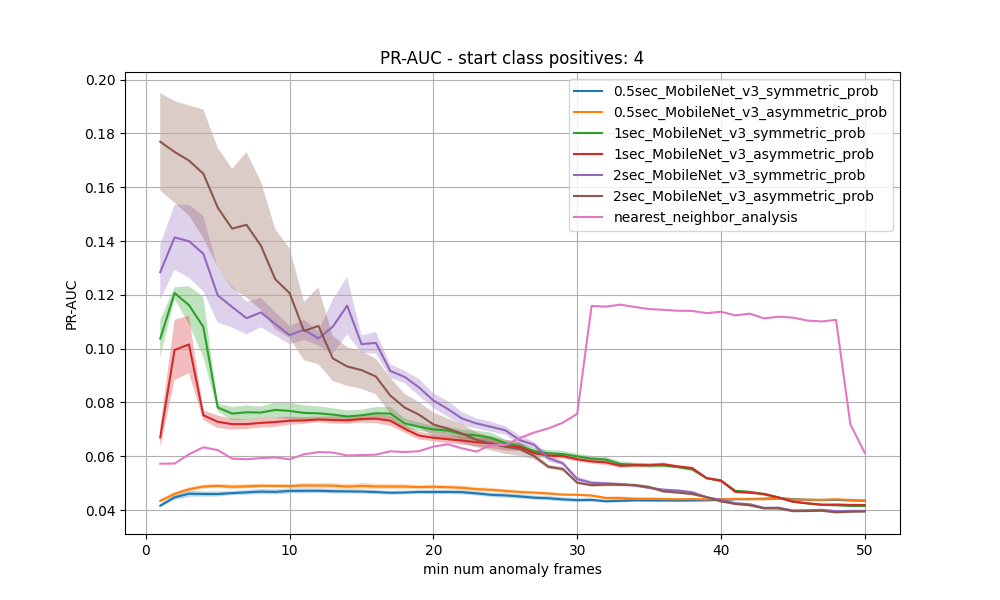 PR-AUC - start class positives: 4
0.5sec_MobileNet_v3_symmetric_prob
0.5sec_MobileNet_v3_asymmetric_prob
1sec_MobileNet_v3_symmetric_prob
1sec_MobileNet_v3_asymmetric_prob
2sec_MobileNet_v3_symmetric_prob
2sec_MobileNet_v3_asymmetric_prob
nearest_neighbor_analysis
PR-AUC
0.20
0.18
0.16
0.14
0.12
0.10
0.08
0.06
0.04
0 10 20 30 40 50
min num anomaly frames